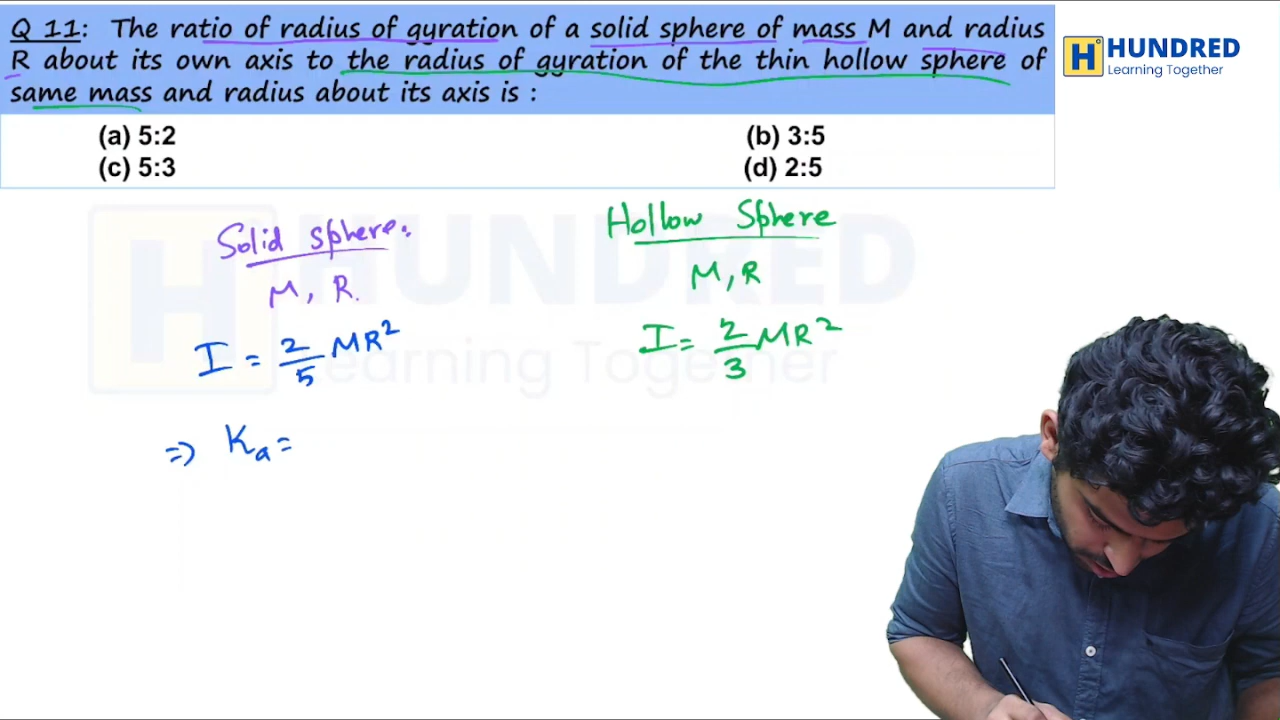 Q 11: The ratio of radius of gyration of a solid sphere of mass M and radius
R about its own axis to the radius of gyration of the thin hollow sphere of
same mass and radius about its axis is :
H HUNDRED
Learning Together
(a) 5:2
(b) 3:5
(c) 5:3
(d) 2:5
H HUNDRED
Learning Together
Solid sphere:
M, R.
I = 2/5 MR²
⇒ Ka =
Hollow Sphere
M, R
I = 2/3 MR²